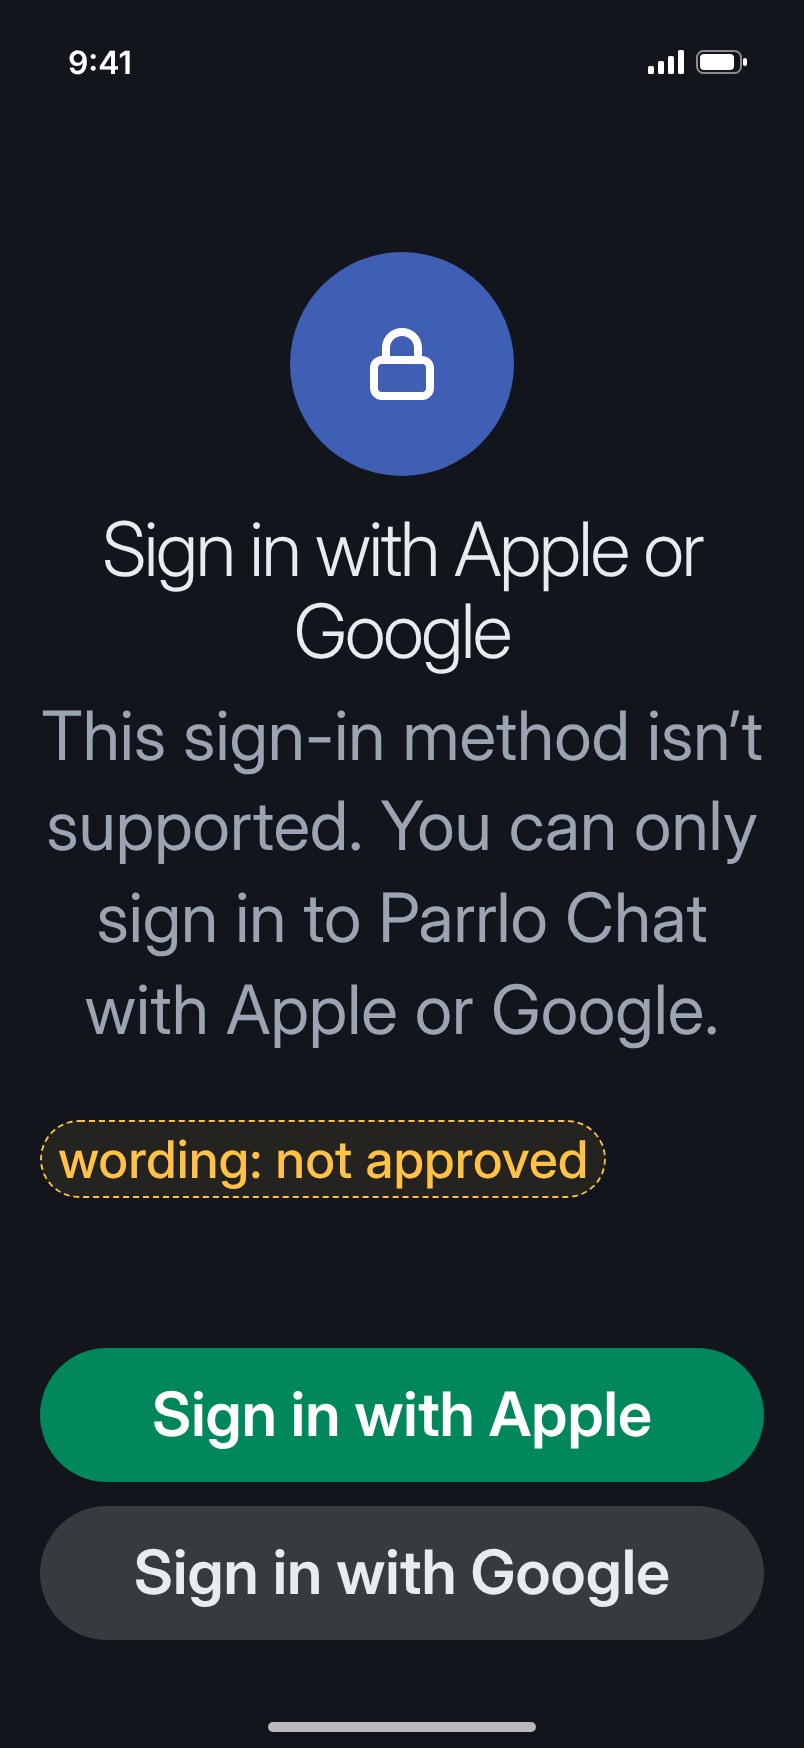 9:41
Sign in with Apple or
Google
This sign-in method isn’t
supported. You can only
sign in to Parrlo Chat
with Apple or Google.
wording: not approved
Sign in with Apple
Sign in with Google